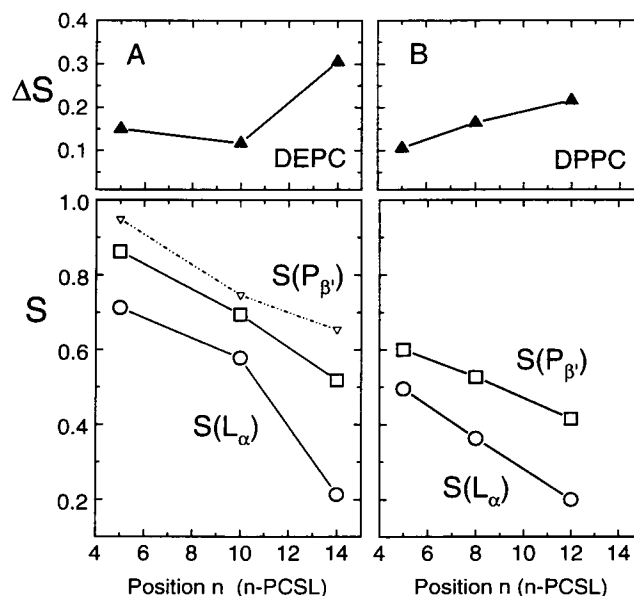 A
B
ΔS
0.4
0.3
0.2
0.1
DEPC
DPPC
S
1.0
0.8
0.6
0.4
0.2
S(Pβ')
S(Lα)
S(Pβ')
S(Lα)
4 6 8 10 12 14
4 6 8 10 12 14
Position n (n-PCSL)
Position n (n-PCSL)